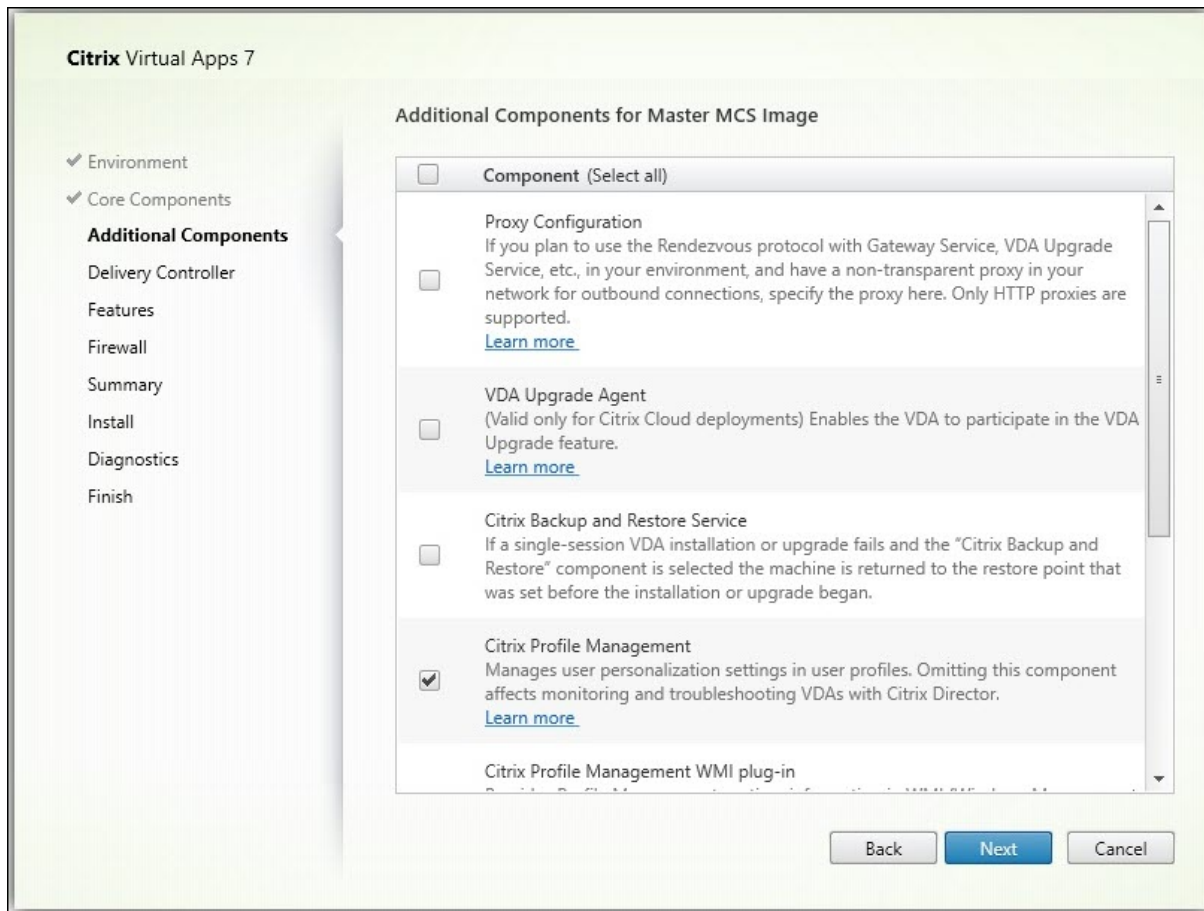 Citrix Virtual Apps 7
Environment
Core Components
Additional Components
Delivery Controller
Features
Firewall
Summary
Install
Diagnostics
Finish
Additional Components for Master MCS Image
Component (Select all)
Proxy Configuration
If you plan to use the Rendezvous protocol with Gateway Service, VDA Upgrade
Service, etc., in your environment, and have a non-transparent proxy in your
network for outbound connections, specify the proxy here. Only HTTP proxies are
supported.
Learn more
VDA Upgrade Agent
(Valid only for Citrix Cloud deployments) Enables the VDA to participate in the VDA
Upgrade feature.
Learn more
Citrix Backup and Restore Service
If a single-session VDA installation or upgrade fails and the “Citrix Backup and
Restore” component is selected the machine is returned to the restore point that
was set before the installation or upgrade began.
Citrix Profile Management
Manages user personalization settings in user profiles. Omitting this component
affects monitoring and troubleshooting VDAs with Citrix Director.
Learn more
Citrix Profile Management WMI plug-in
Back
Next
Cancel